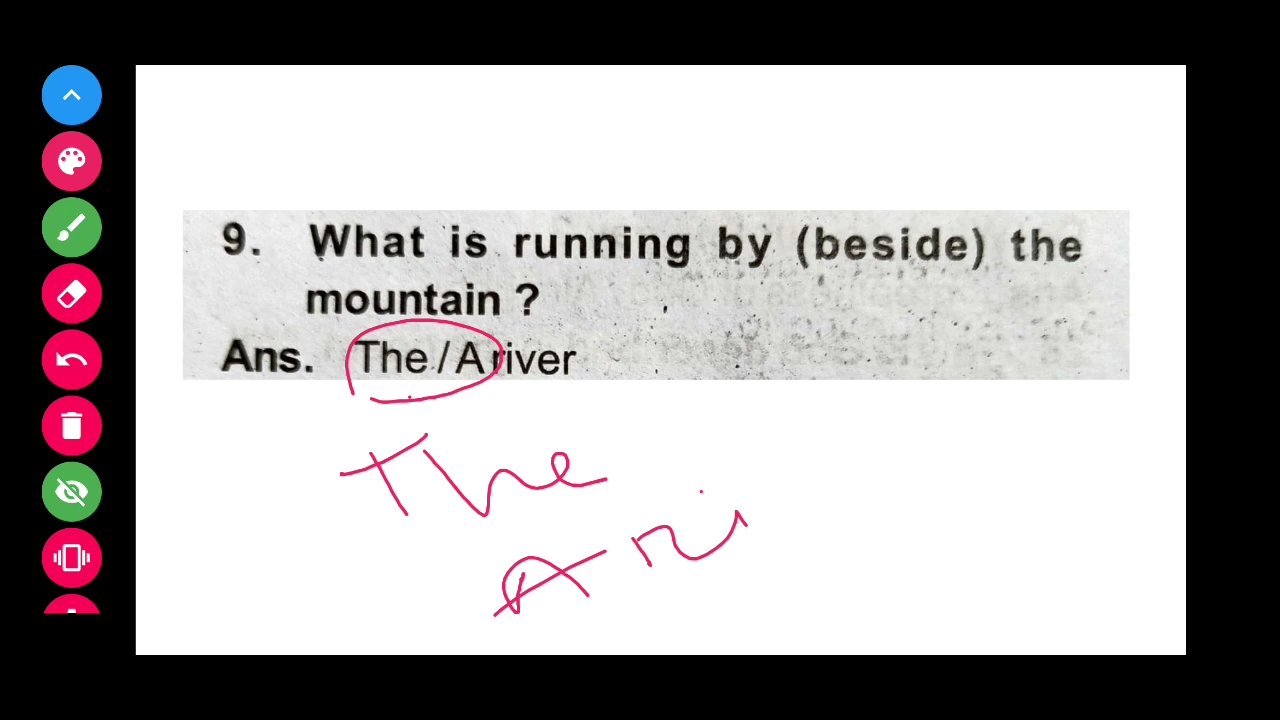 9. What is running by (beside) the
mountain ?
Ans. The / A river
The
A ri